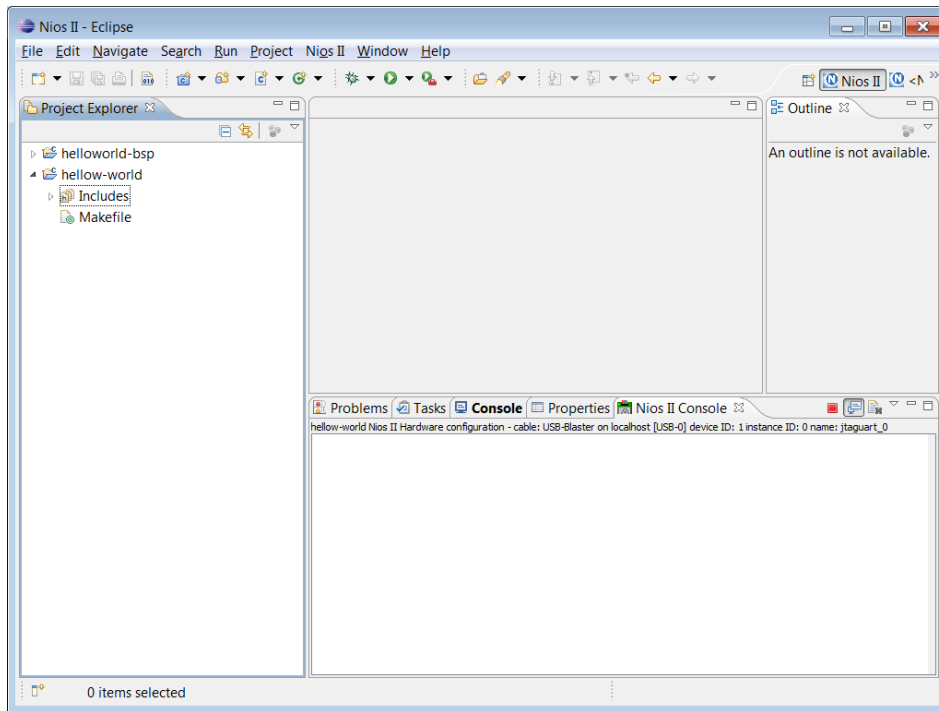 Nios II - Eclipse
File Edit Navigate Search Run Project Nios II Window Help
Nios II <N
Project Explorer
Outline
helloworld-bsp
An outline is not available.
hellow-world
Includes
Makefile
Problems Tasks Console Properties Nios II Console
hellow-world Nios II Hardware configuration - cable: USB-Blaster on localhost [USB-0] device ID: 1 instance ID: 0 name: jtaguart_0
0 items selected